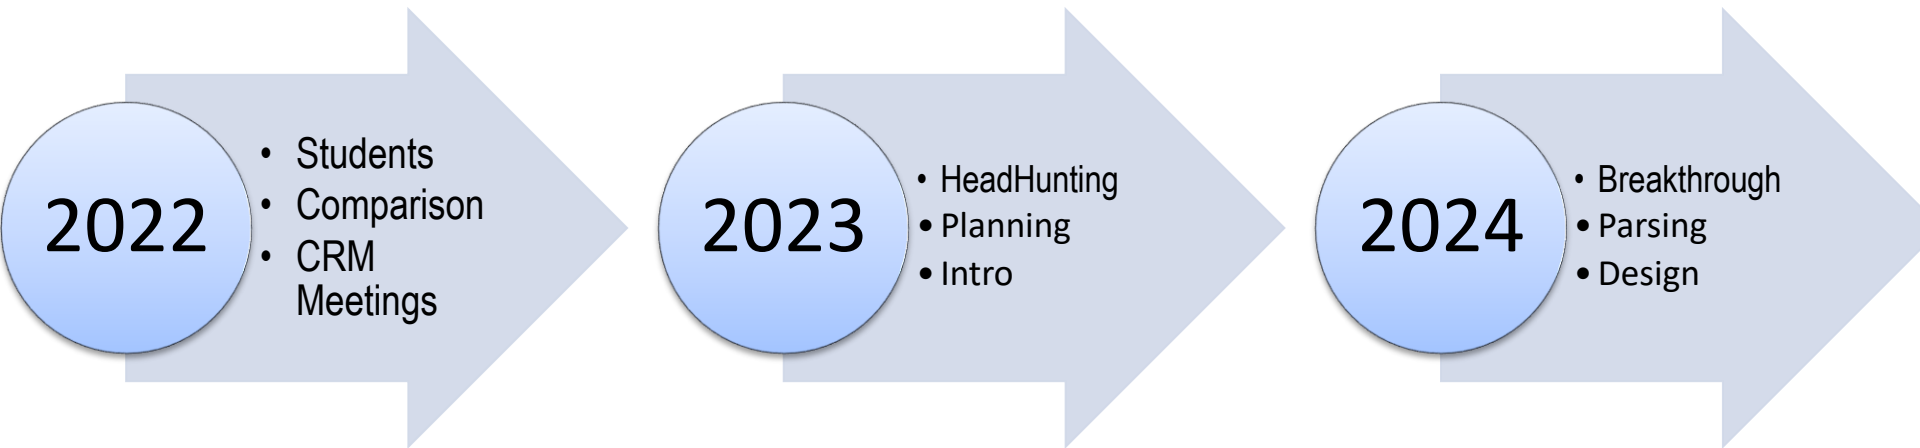 2022
• Students
• Comparison
• CRM
Meetings
2023
• HeadHunting
• Planning
• Intro
2024
• Breakthrough
• Parsing
• Design